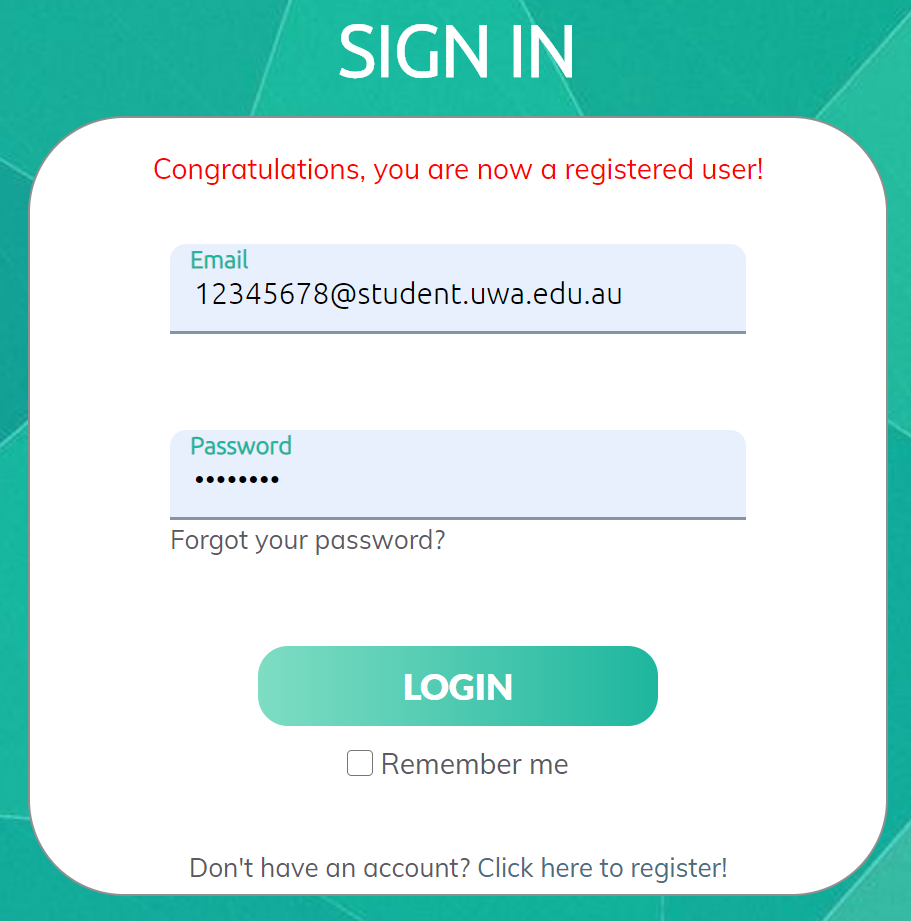 SIGN IN
Congratulations, you are now a registered user!
Email
12345678@student.uwa.edu.au
Password
••••••••
Forgot your password?
LOGIN
Remember me
Don't have an account? Click here to register!